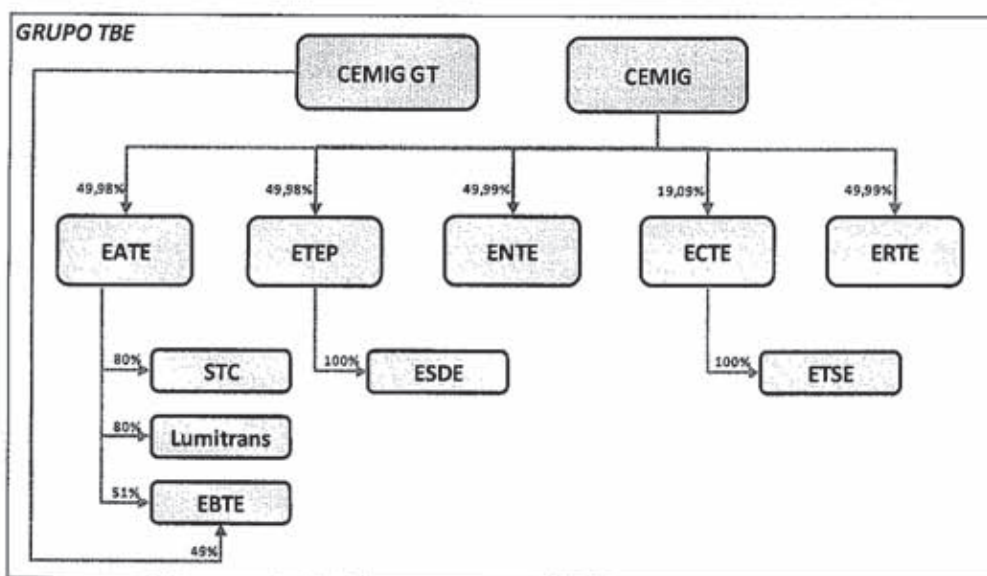 GRUPO TBE
CEMIG GT
CEMIG
49,98%
49,98%
49,99%
19,09%
49,99%
EATE
ETEP
ENTE
ECTE
ERTE
80%
STC
100%
ESDE
100%
ETSE
80%
Lumitrans
51%
EBTE
49%